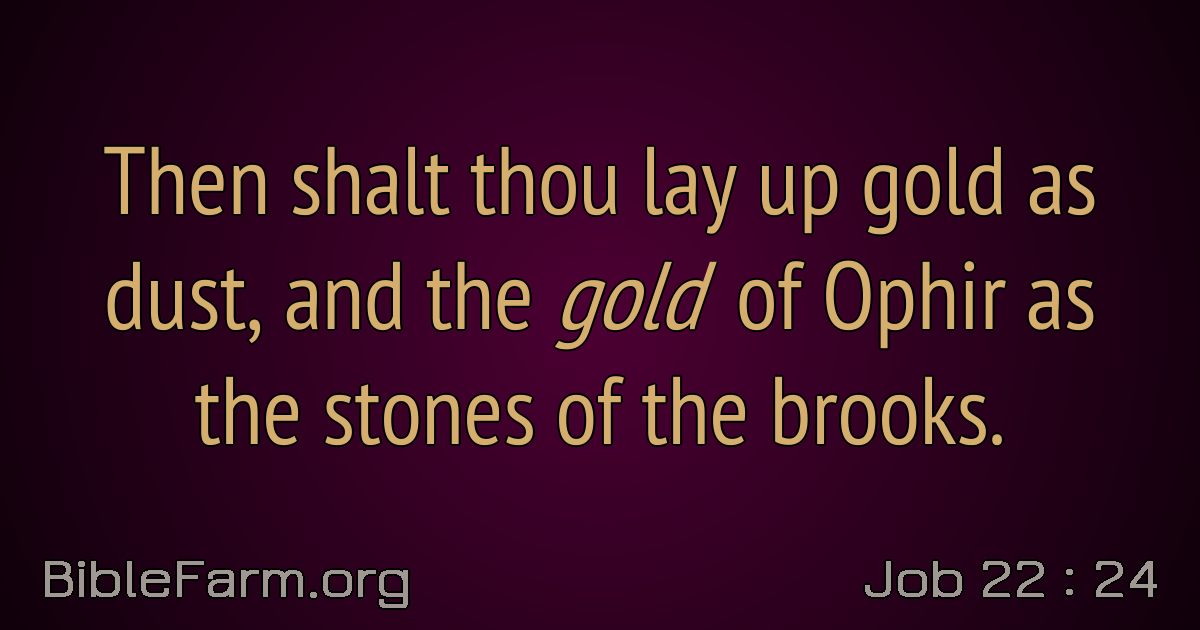 Then shalt thou lay up gold as
dust, and the gold of Ophir as
the stones of the brooks.
BibleFarm.org
Job 22 : 24